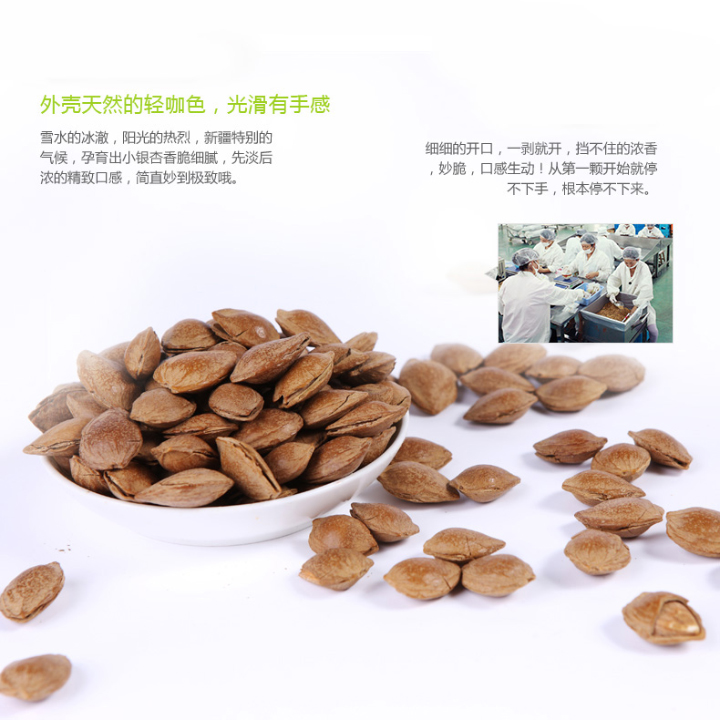 外壳天然的轻咖色，光滑有手感
雪水的冰澈，阳光的热烈，新疆特别的
气候，孕育出小银杏香脆细腻，先淡后
浓的精致口感，简直妙到极致哦。
细细的开口，一剥就开，挡不住的浓香
，妙脆，口感生动！从第一颗开始就停
不下手，根本停不下来。